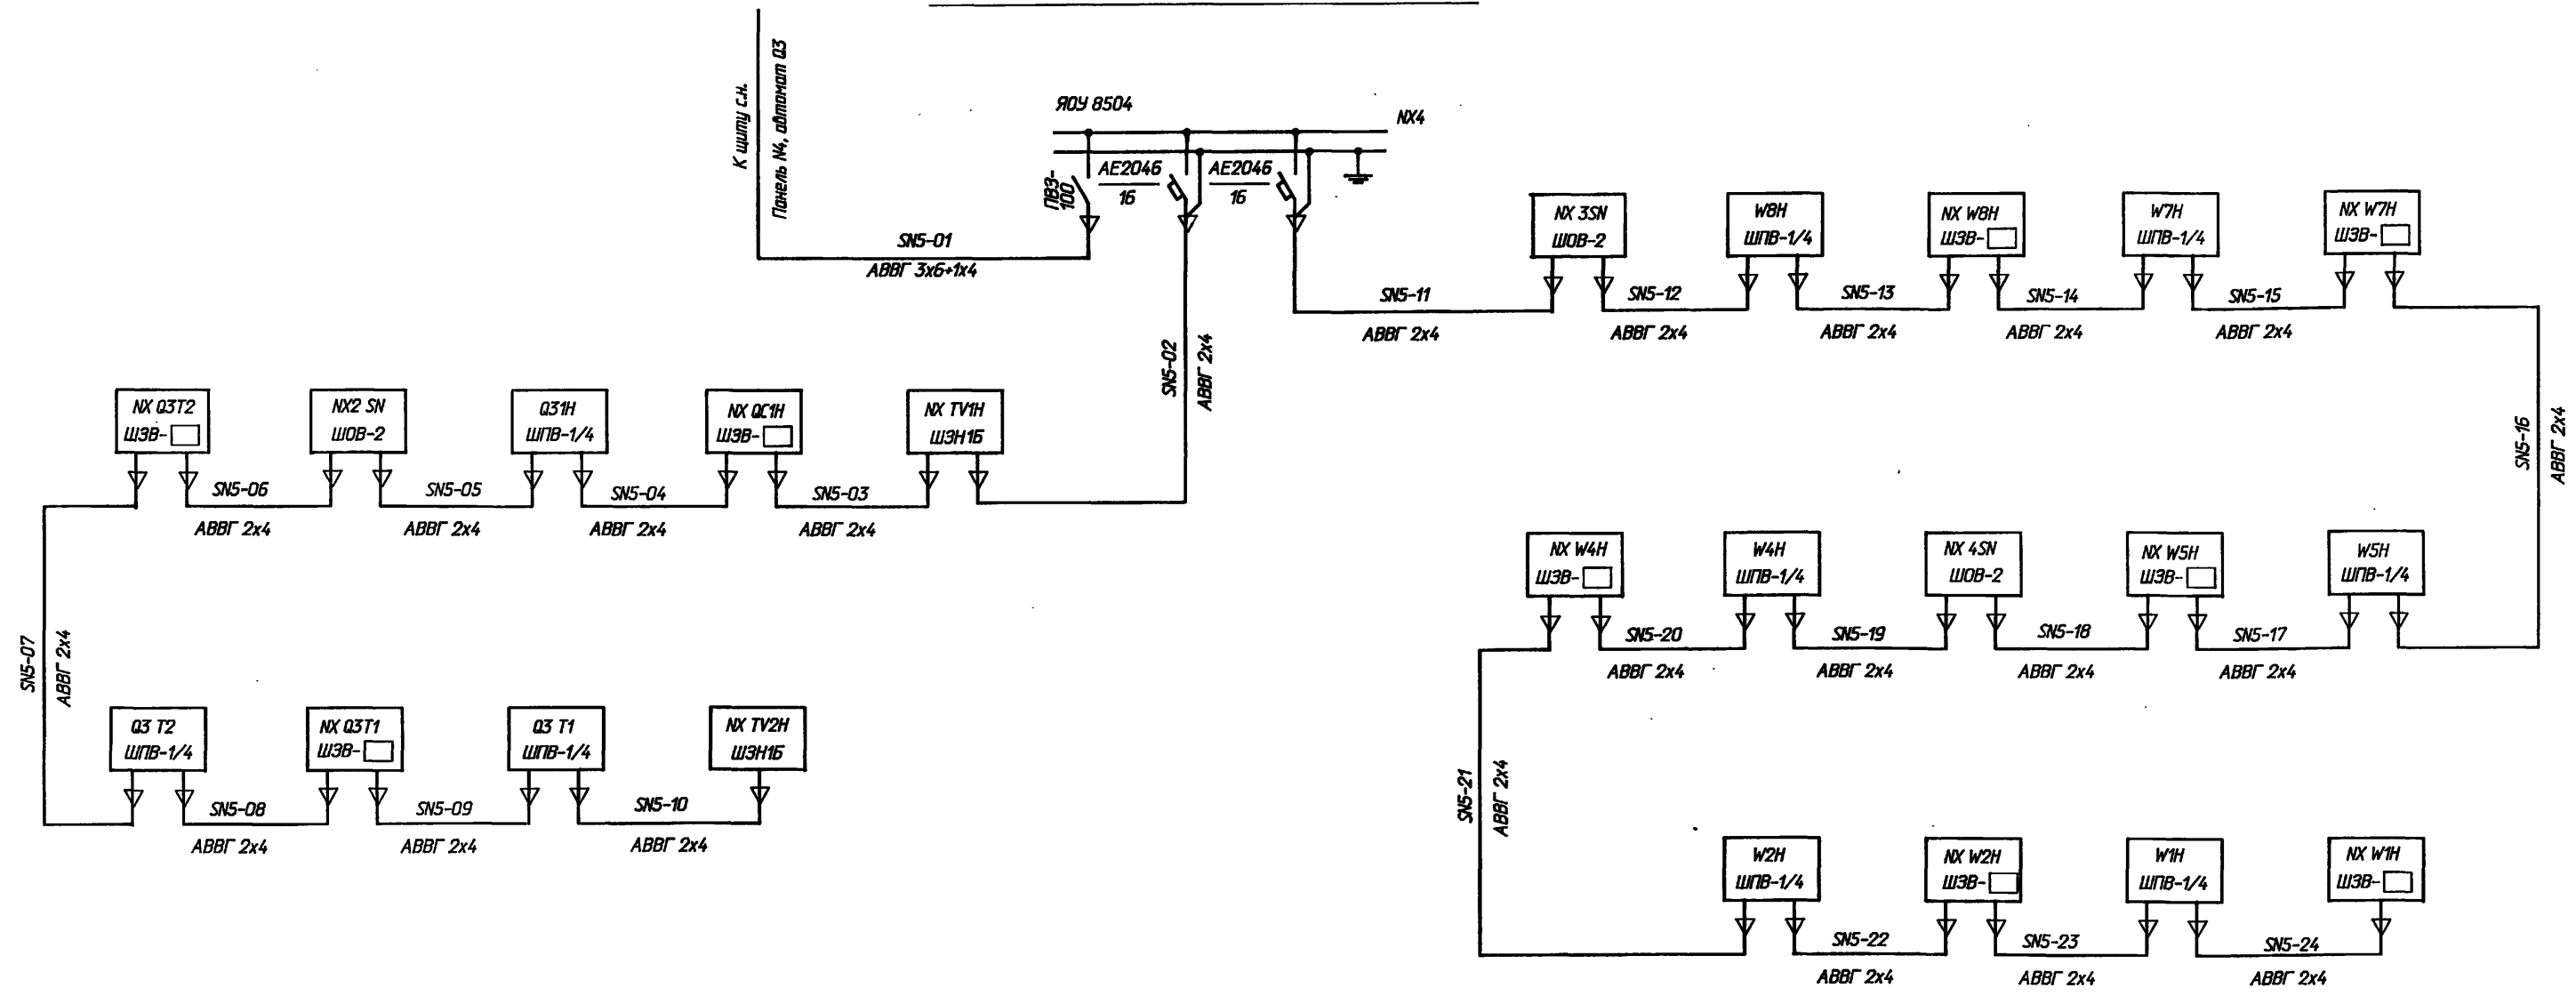 К щиту с.н.
Панель N4, автомат Q3
ЯОУ 8504
NX4
ПВЗ-
100
АЕ2046
16
АЕ2046
16
SN5-01
АВВГ 3х6+1х4
SN5-02
АВВГ 2х4
NX 3SN
ШОВ-2
W8H
ШПВ-1/4
NX W8H
ШЗВ-
W7H
ШПВ-1/4
NX W7H
ШЗВ-
SN5-11
АВВГ 2х4
SN5-12
АВВГ 2х4
SN5-13
АВВГ 2х4
SN5-14
АВВГ 2х4
SN5-15
АВВГ 2х4
SN5-16
АВВГ 2х4
NX Q3T2
ШЗВ-
NX2 SN
ШОВ-2
Q31H
ШПВ-1/4
NX QC1H
ШЗВ-
NX TV1H
ШЗН1Б
SN5-06
АВВГ 2х4
SN5-05
АВВГ 2х4
SN5-04
АВВГ 2х4
SN5-03
АВВГ 2х4
SN5-07
АВВГ 2х4
NX W4H
ШЗВ-
W4H
ШПВ-1/4
NX 4SN
ШОВ-2
NX W5H
ШЗВ-
W5H
ШПВ-1/4
SN5-20
АВВГ 2х4
SN5-19
АВВГ 2х4
SN5-18
АВВГ 2х4
SN5-17
АВВГ 2х4
Q3 T2
ШПВ-1/4
NX Q3T1
ШЗВ-
Q3 T1
ШПВ-1/4
NX TV2H
ШЗН1Б
SN5-08
АВВГ 2х4
SN5-09
АВВГ 2х4
SN5-10
АВВГ 2х4
SN5-21
АВВГ 2х4
W2H
ШПВ-1/4
NX W2H
ШЗВ-
W1H
ШПВ-1/4
NX W1H
ШЗВ-
SN5-22
АВВГ 2х4
SN5-23
АВВГ 2х4
SN5-24
АВВГ 2х4